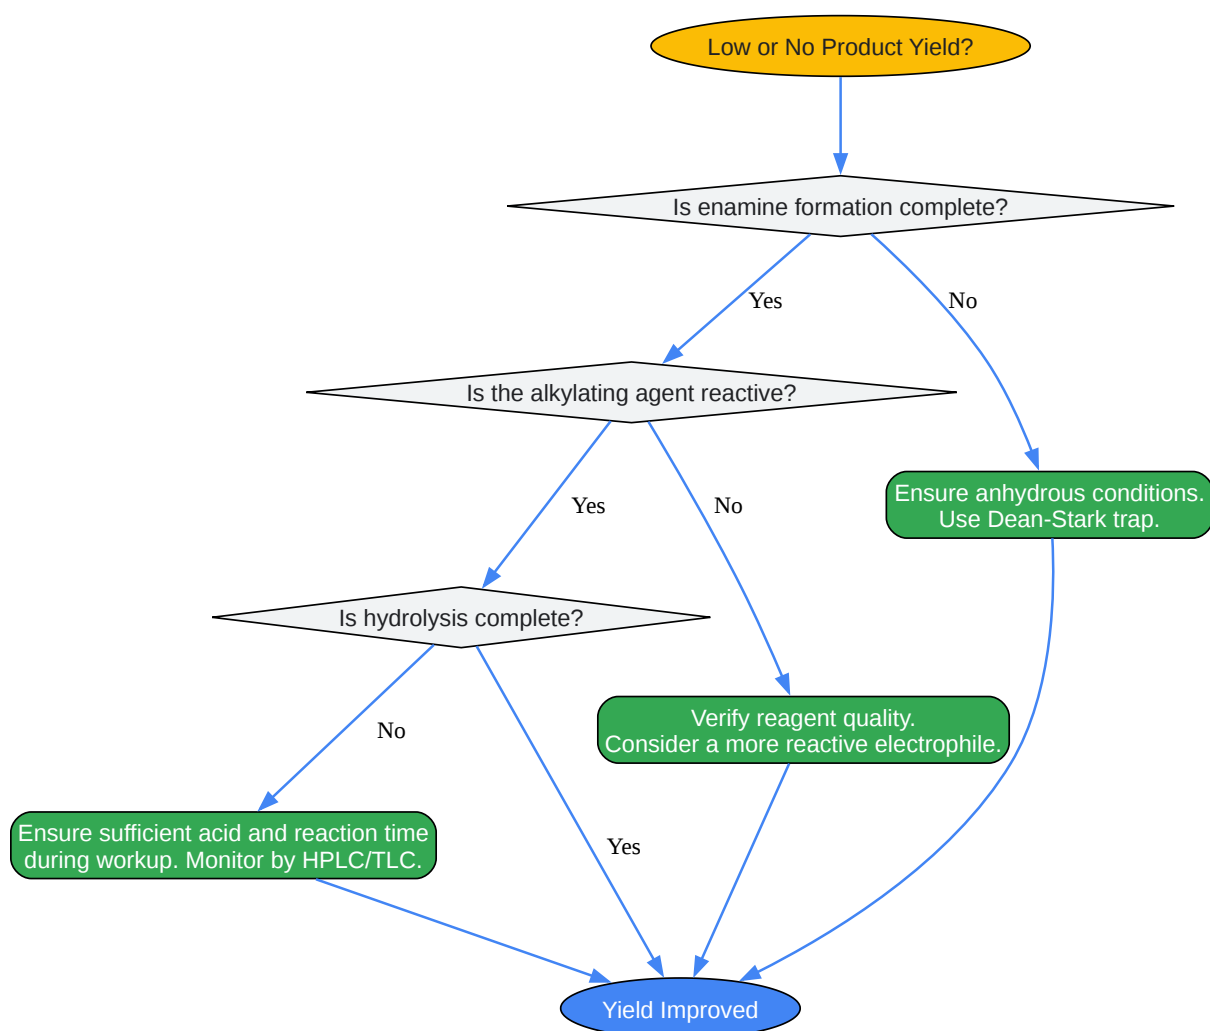 Low or No Product Yield?
Is enamine formation complete?
Yes
No
Is the alkylating agent reactive?
Ensure anhydrous conditions.
Use Dean-Stark trap.
Yes
No
Is hydrolysis complete?
Verify reagent quality.
Consider a more reactive electrophile.
No
Ensure sufficient acid and reaction time
during workup. Monitor by HPLC/TLC.
Yes
Yield Improved